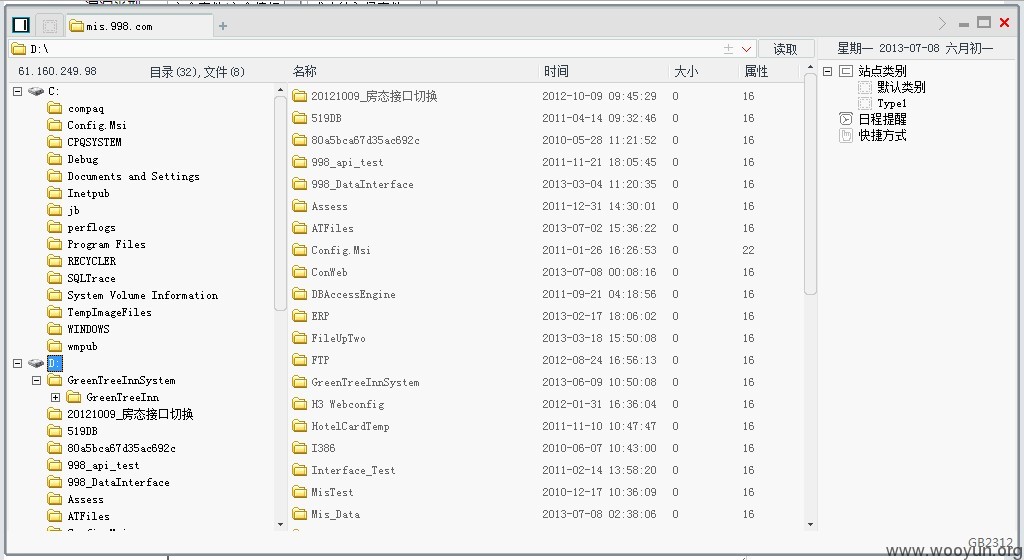 mis.998.com
D:\
读取
星期一 2013-07-08 六月初一
61.160.249.98 目录(32),文件(8)
名称 时间 大小 属性
C:
compaq
Config.Msi
CPQSYSTEM
Debug
Documents and Settings
Inetpub
jb
perflogs
Program Files
RECYCLER
SQLTrace
System Volume Information
TempImageFiles
WINDOWS
wmpub
D:
GreenTreeInnSystem
GreenTreeInn
20121009_房态接口切换
519DB
80a5bca67d35ac692c
998_api_test
998_DataInterface
Assess
ATFiles
20121009_房态接口切换 2012-10-09 09:45:29 0 16
519DB 2011-04-14 09:32:46 0 16
80a5bca67d35ac692c 2010-05-28 11:21:52 0 16
998_api_test 2011-11-21 18:05:45 0 16
998_DataInterface 2013-03-04 11:20:35 0 16
Assess 2011-12-31 14:30:01 0 16
ATFiles 2013-07-02 15:36:22 0 16
Config.Msi 2011-01-26 16:26:53 0 22
ConWeb 2013-07-08 00:08:16 0 16
DBAccessEngine 2011-09-21 04:18:56 0 16
ERP 2013-02-17 18:06:02 0 16
FileUpTwo 2013-03-18 15:50:08 0 16
FTP 2012-08-24 16:56:13 0 16
GreenTreeInnSystem 2013-06-09 10:50:08 0 16
H3 Webconfig 2012-01-31 16:36:04 0 16
HotelCardTemp 2011-11-10 10:47:47 0 16
I386 2010-06-07 10:43:00 0 16
Interface_Test 2011-02-14 13:58:20 0 16
MisTest 2010-12-17 10:36:09 0 16
Mis_Data 2013-07-08 02:38:06 0 16
站点类别
默认类别
Type1
日程提醒
快捷方式
GB2312
www.wooyun.org